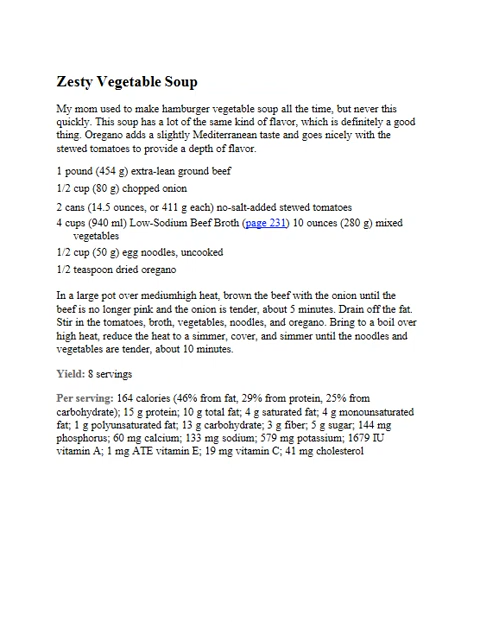 Zesty Vegetable Soup
My mom used to make hamburger vegetable soup all the time, but never this
quickly. This soup has a lot of the same kind of flavor, which is definitely a good
thing. Oregano adds a slightly Mediterranean taste and goes nicely with the
stewed tomatoes to provide a depth of flavor.
1 pound (454 g) extra-lean ground beef
1/2 cup (80 g) chopped onion
2 cans (14.5 ounces, or 411 g each) no-salt-added stewed tomatoes
4 cups (940 ml) Low-Sodium Beef Broth (page 231) 10 ounces (280 g) mixed
vegetables
1/2 cup (50 g) egg noodles, uncooked
1/2 teaspoon dried oregano
In a large pot over mediumhigh heat, brown the beef with the onion until the
beef is no longer pink and the onion is tender, about 5 minutes. Drain off the fat.
Stir in the tomatoes, broth, vegetables, noodles, and oregano. Bring to a boil over
high heat, reduce the heat to a simmer, cover, and simmer until the noodles and
vegetables are tender, about 10 minutes.
Yield: 8 servings
Per serving: 164 calories (46% from fat, 29% from protein, 25% from
carbohydrate); 15 g protein; 10 g total fat; 4 g saturated fat; 4 g monounsaturated
fat; 1 g polyunsaturated fat; 13 g carbohydrate; 3 g fiber; 5 g sugar; 144 mg
phosphorus; 60 mg calcium; 133 mg sodium; 579 mg potassium; 1679 IU
vitamin A; 1 mg ATE vitamin E; 19 mg vitamin C; 41 mg cholesterol